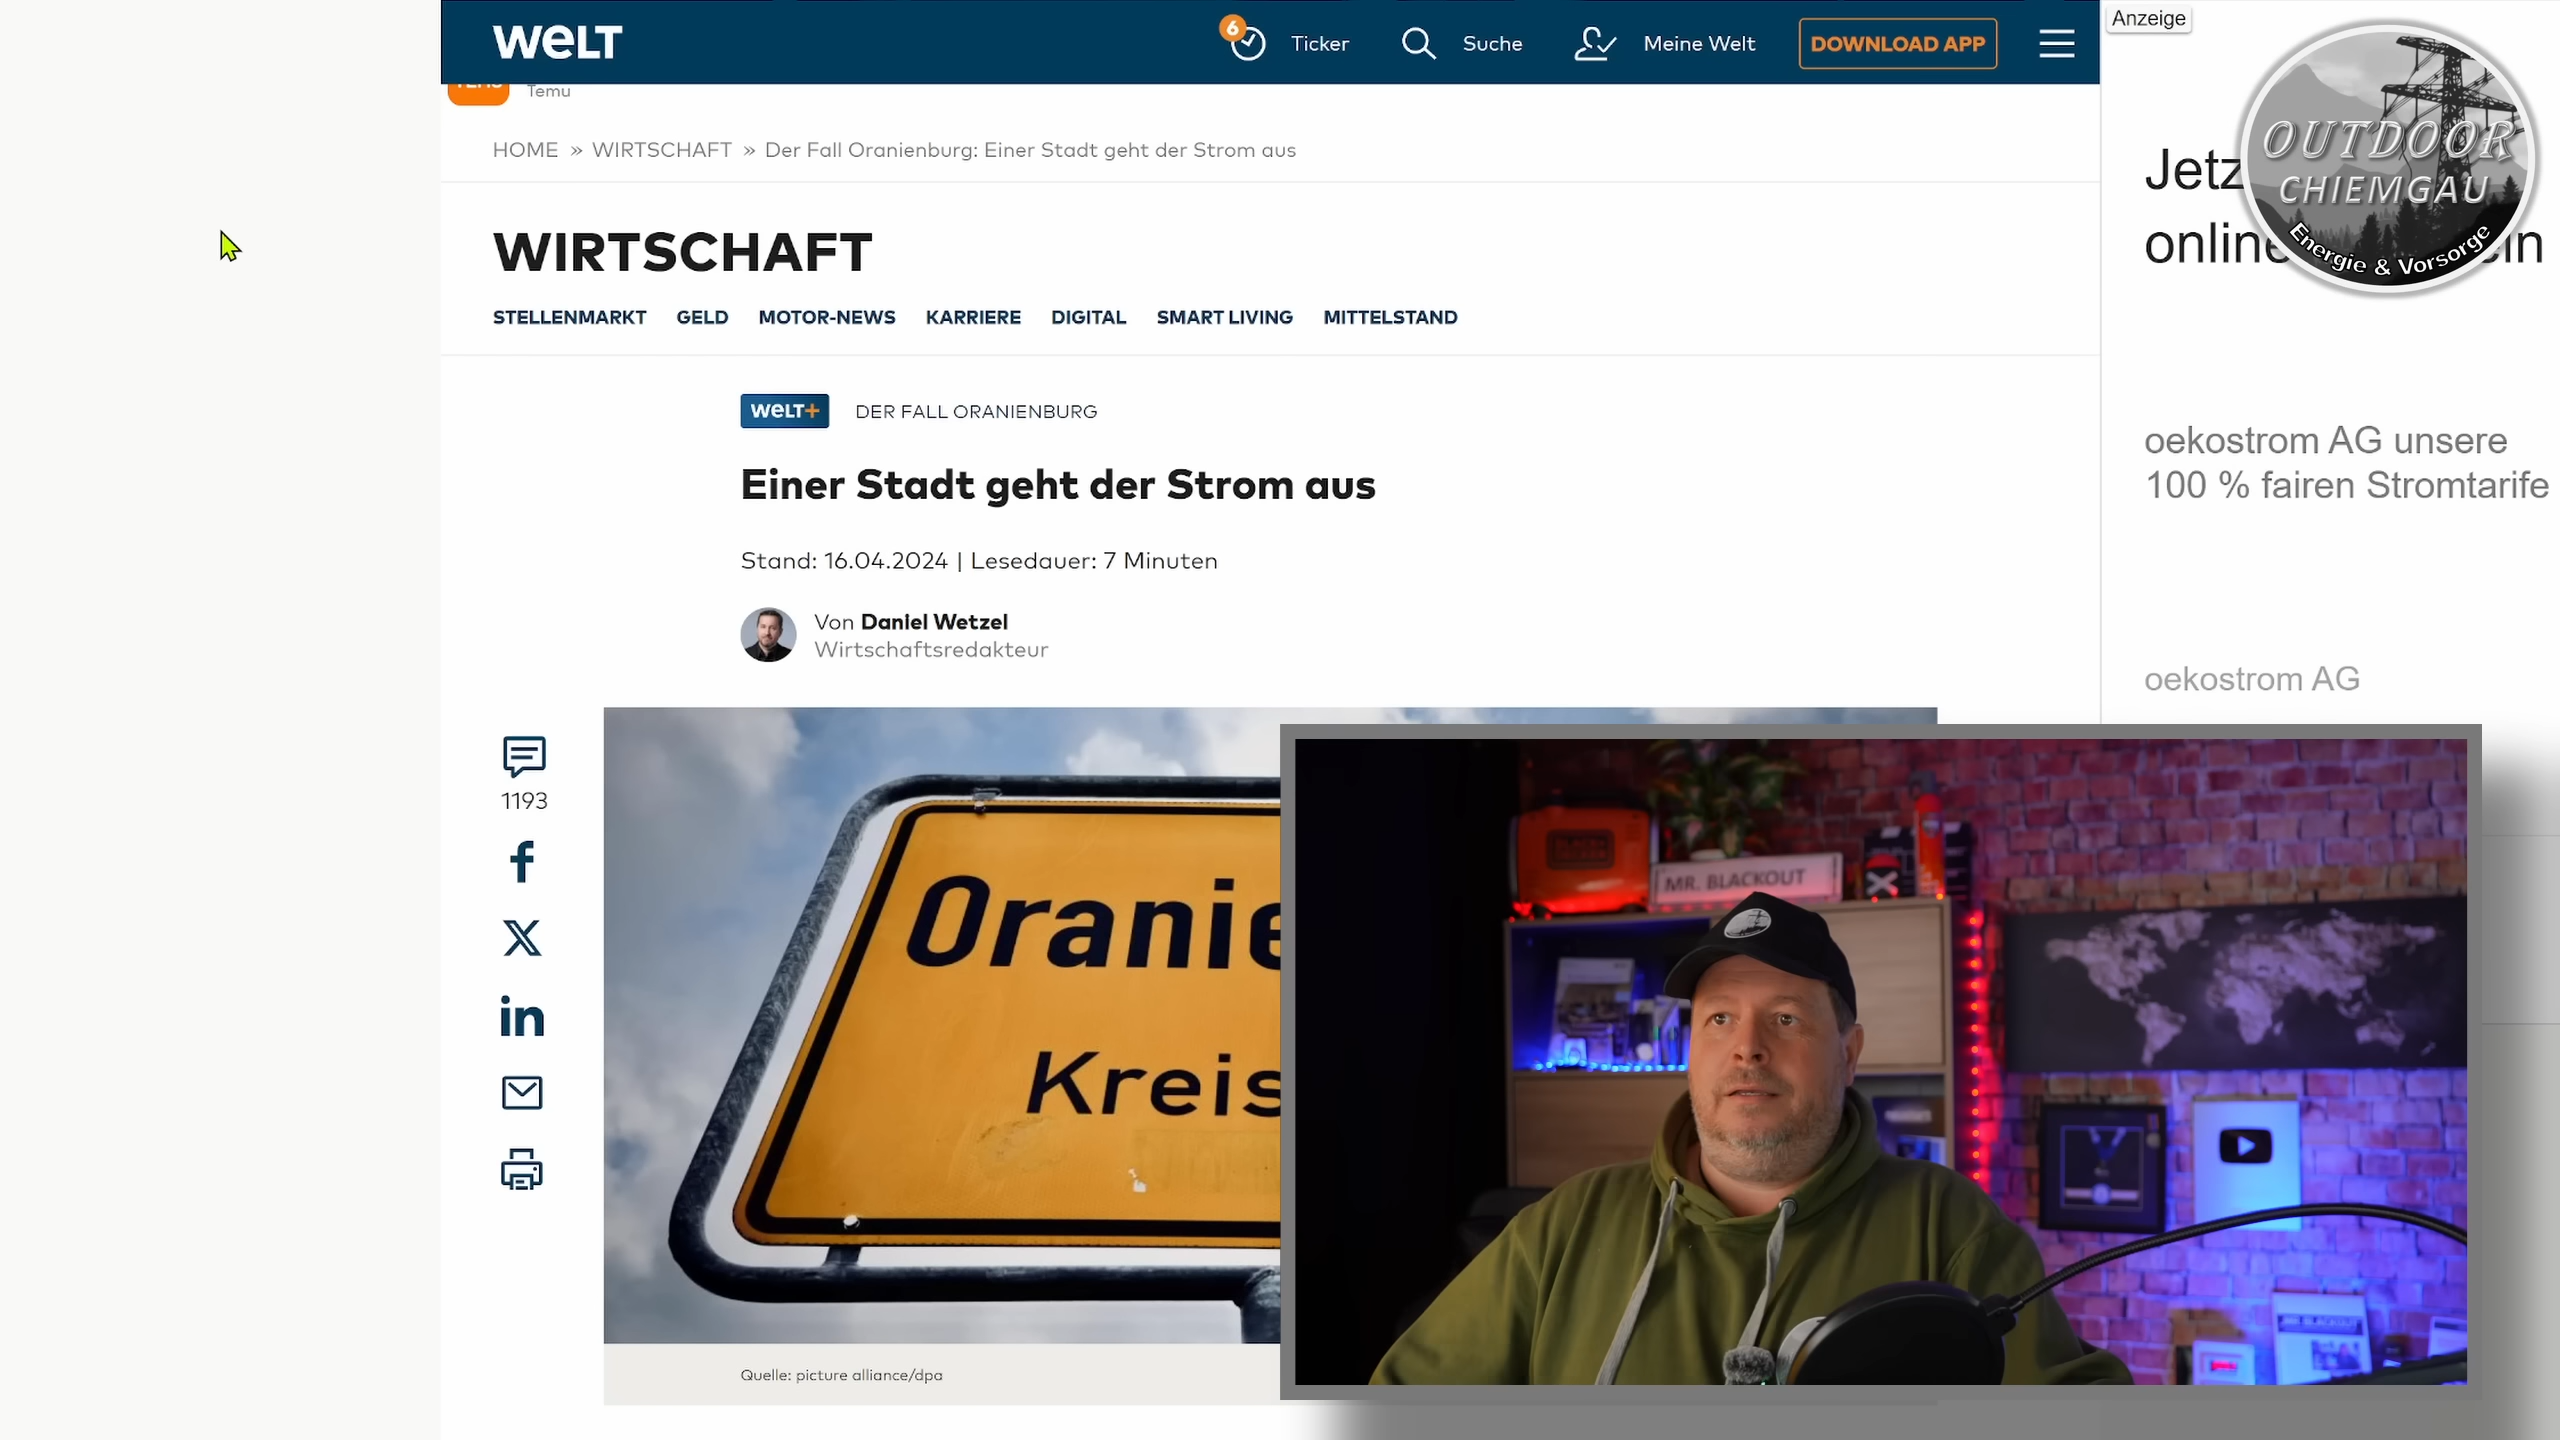 WELT
6
Ticker
Suche
Meine Welt
DOWNLOAD APP
Anzeige
Temu
HOME » WIRTSCHAFT » Der Fall Oranienburg: Einer Stadt geht der Strom aus
OUTDOOR
CHIEMGAU
Energie & Vorsorge
WIRTSCHAFT
STELLENMARKT GELD MOTOR-NEWS KARRIERE DIGITAL SMART LIVING MITTELSTAND
WELT+ DER FALL ORANIENBURG
Einer Stadt geht der Strom aus
Stand: 16.04.2024 | Lesedauer: 7 Minuten
Von Daniel Wetzel
Wirtschaftsredakteur
oekostrom AG unsere
100 % fairen Stromtarife
oekostrom AG
1193
Kreis
MR. BLACKOUT
Quelle: picture alliance/dpa